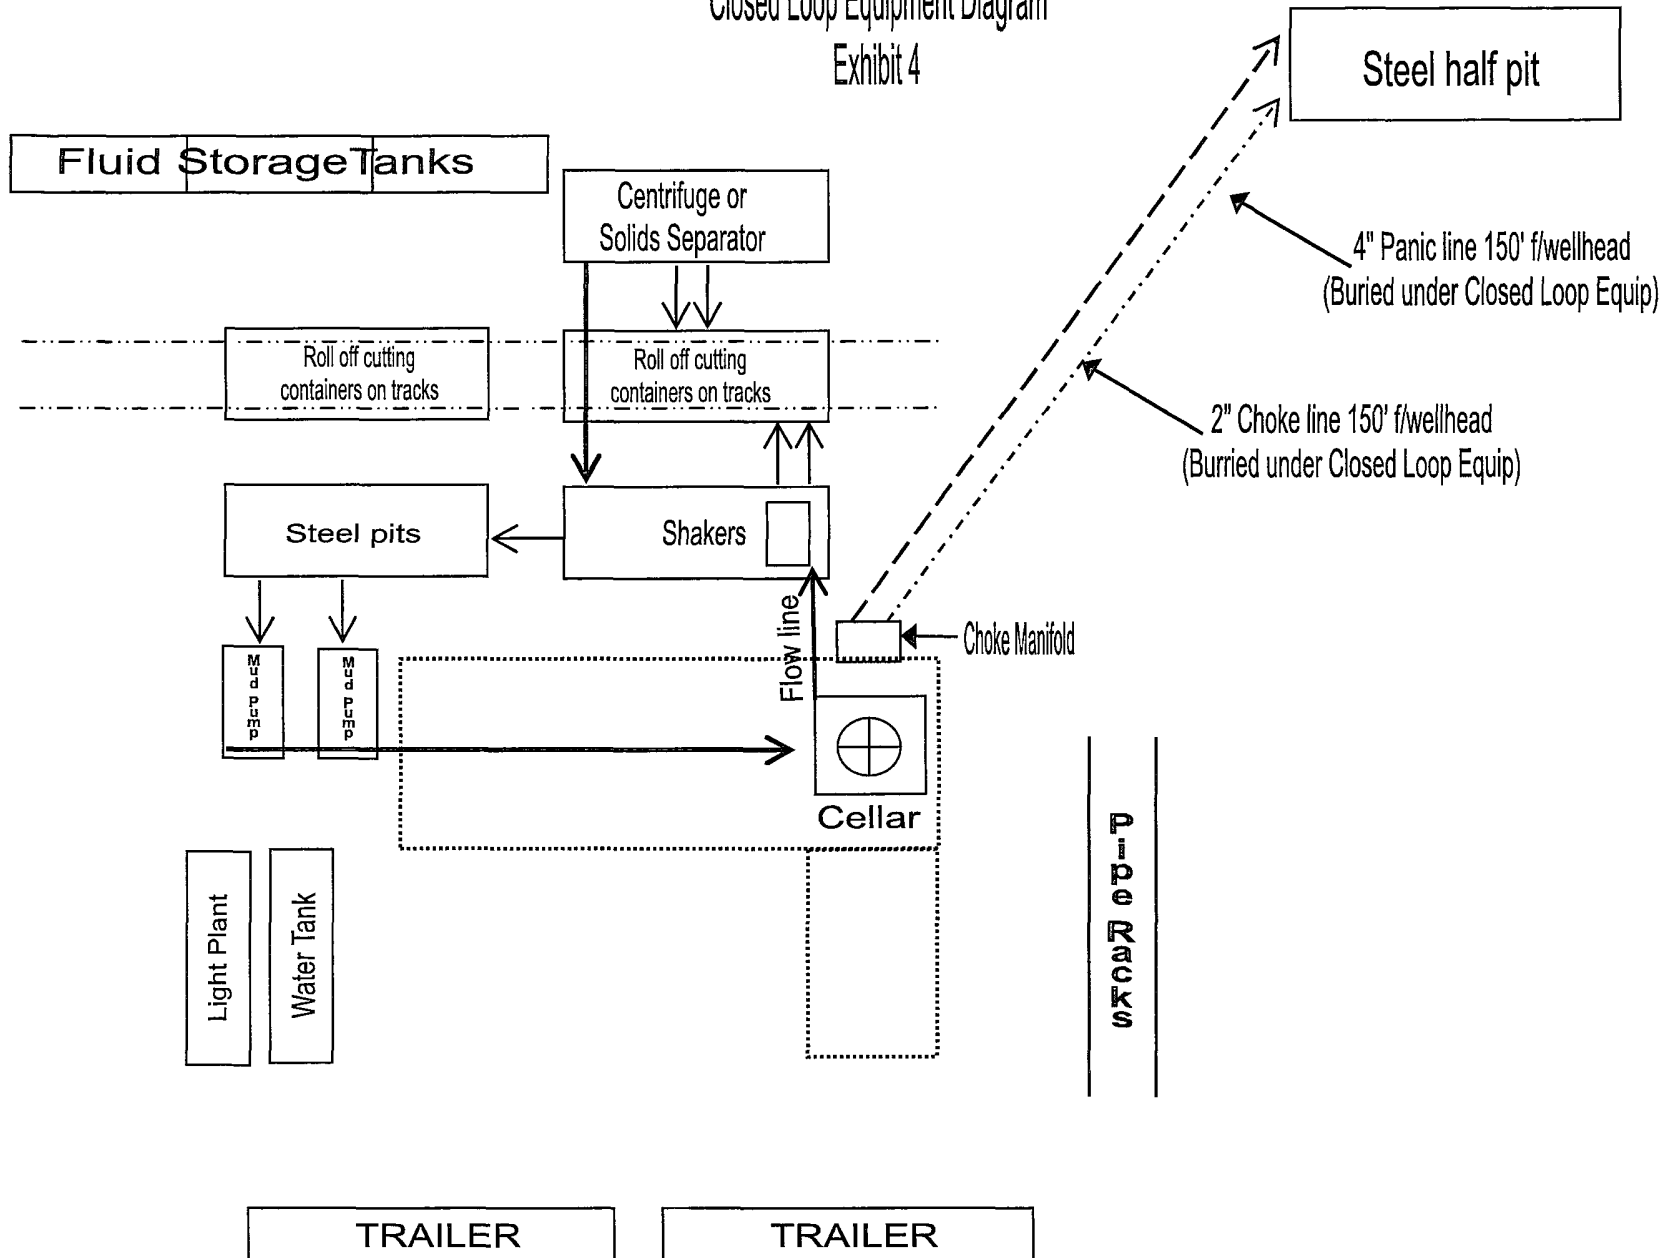 Closed Loop Equipment Diagram
Exhibit 4
Steel half pit
Fluid StorageTanks
Centrifuge or
Solids Separator
4" Panic line 150' f/wellhead
(Buried under Closed Loop Equip)
Roll off cutting
containers on tracks
Roll off cutting
containers on tracks
2" Choke line 150' f/wellhead
(Burried under Closed Loop Equip)
Steel pits
Shakers
Flow line
Choke Manifold
Mud Pump
Mud Pump
Cellar
Pipe Racks
Light Plant
Water Tank
TRAILER
TRAILER